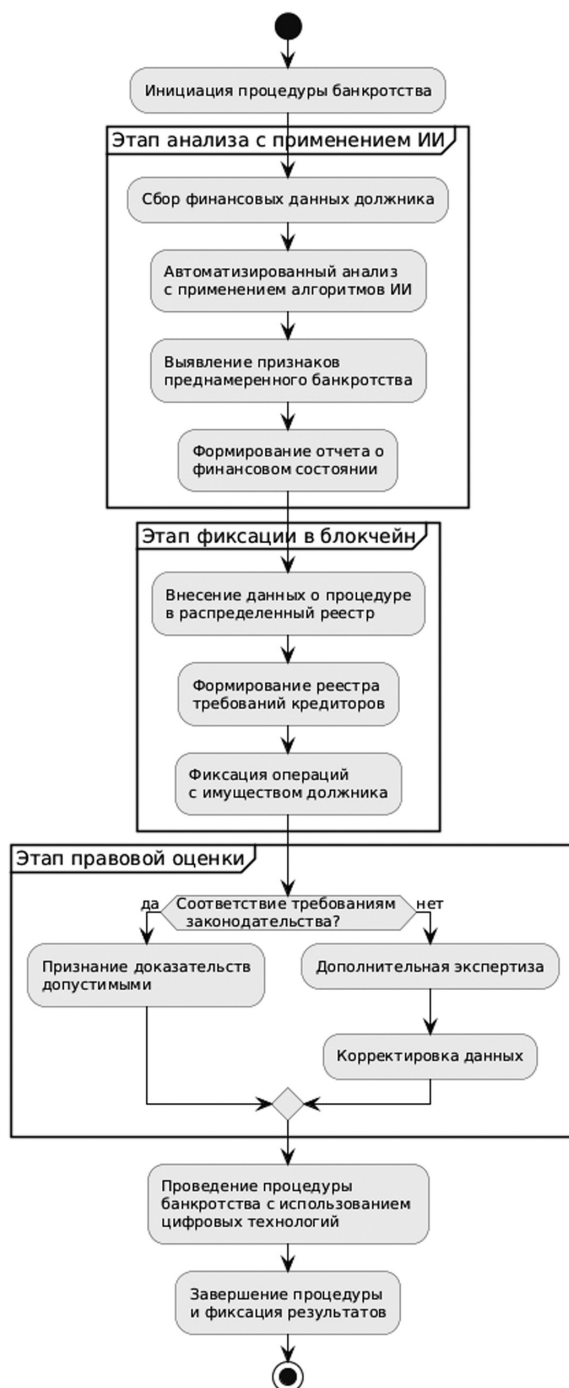 Инициация процедуры банкротства
Этап анализа с применением ИИ
Сбор финансовых данных должника
Автоматизированный анализ
с применением алгоритмов ИИ
Выявление признаков
преднамеренного банкротства
Формирование отчета о
финансовом состоянии
Этап фиксации в блокчейн
Внесение данных о процедуре
в распределенный реестр
Формирование реестра
требований кредиторов
Фиксация операций
с имуществом должника
Этап правовой оценки
да
Соответствие требованиям
законодательства?
нет
Признание доказательств
допустимыми
Дополнительная экспертиза
Корректировка данных
Проведение процедуры
банкротства с использованием
цифровых технологий
Завершение процедуры
и фиксация результатов